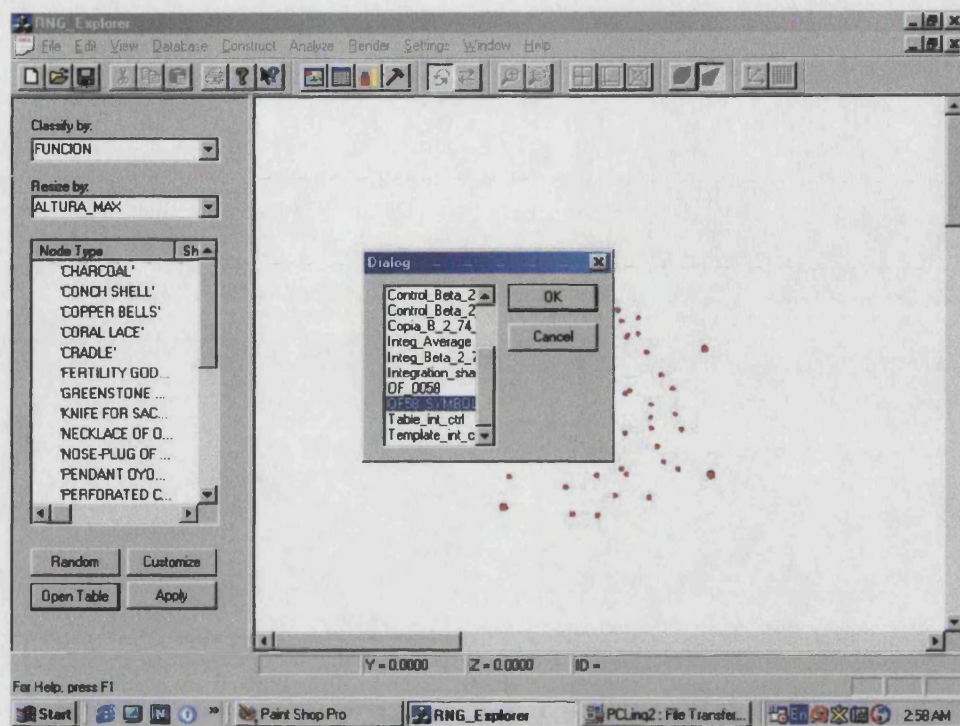 RNG_Explorer
File Edit View Database Construct Analyze Render Settings Window Help
Classify by:
FUNCION
Resize by:
ALTURA_MAX
Node Type Sh
'CHARCOAL'
'CONCH SHELL'
'COPPER BELLS'
'CORAL LACE'
'CRADLE'
'FERTILITY GOD...
'GREENSTONE ...
'KNIFE FOR SAC...
'NECKLACE OF O...
'NOSE-PLUG OF ...
'PENDANT OYO...
'PERFORATED C...
Random Customize
Open Table Apply
Dialog
Control_Beta_2
Control_Beta_2
Copia_B_2_74_
Integ_Average
Integ_Beta_2_7
Integration_sha
OF_0058
OF58_SYMBOL
Table_int_ctrl
Template_int_c
OK
Cancel
Y = 0.0000 Z = 0.0000 ID =
For Help, press F1
Start » Paint Shop Pro RNG_Explorer PCLinq2 : File Transfer... En 2:58 AM